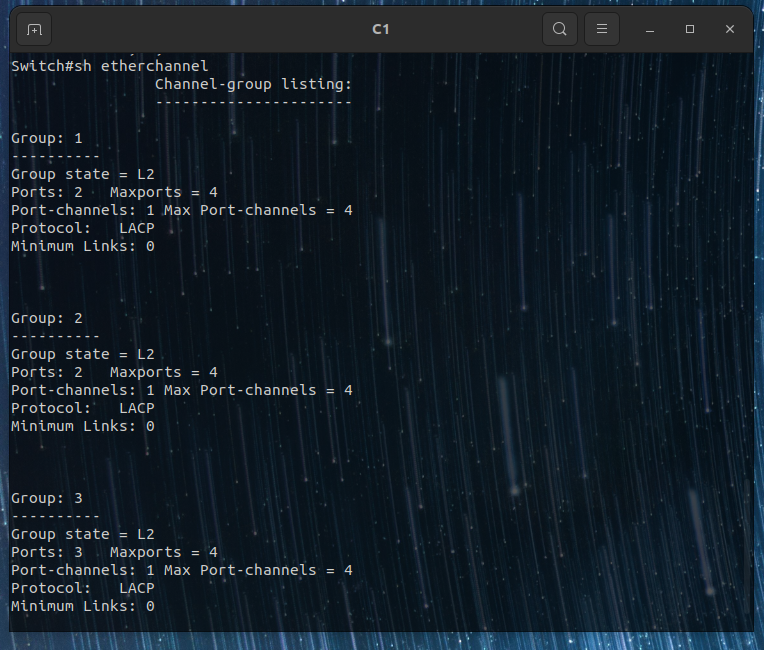 C1
Switch#sh etherchannel
                Channel-group listing:
                ----------------------

Group: 1
----------
Group state = L2
Ports: 2   Maxports = 4
Port-channels: 1 Max Port-channels = 4
Protocol:   LACP
Minimum Links: 0

Group: 2
----------
Group state = L2
Ports: 2   Maxports = 4
Port-channels: 1 Max Port-channels = 4
Protocol:   LACP
Minimum Links: 0

Group: 3
----------
Group state = L2
Ports: 3   Maxports = 4
Port-channels: 1 Max Port-channels = 4
Protocol:   LACP
Minimum Links: 0